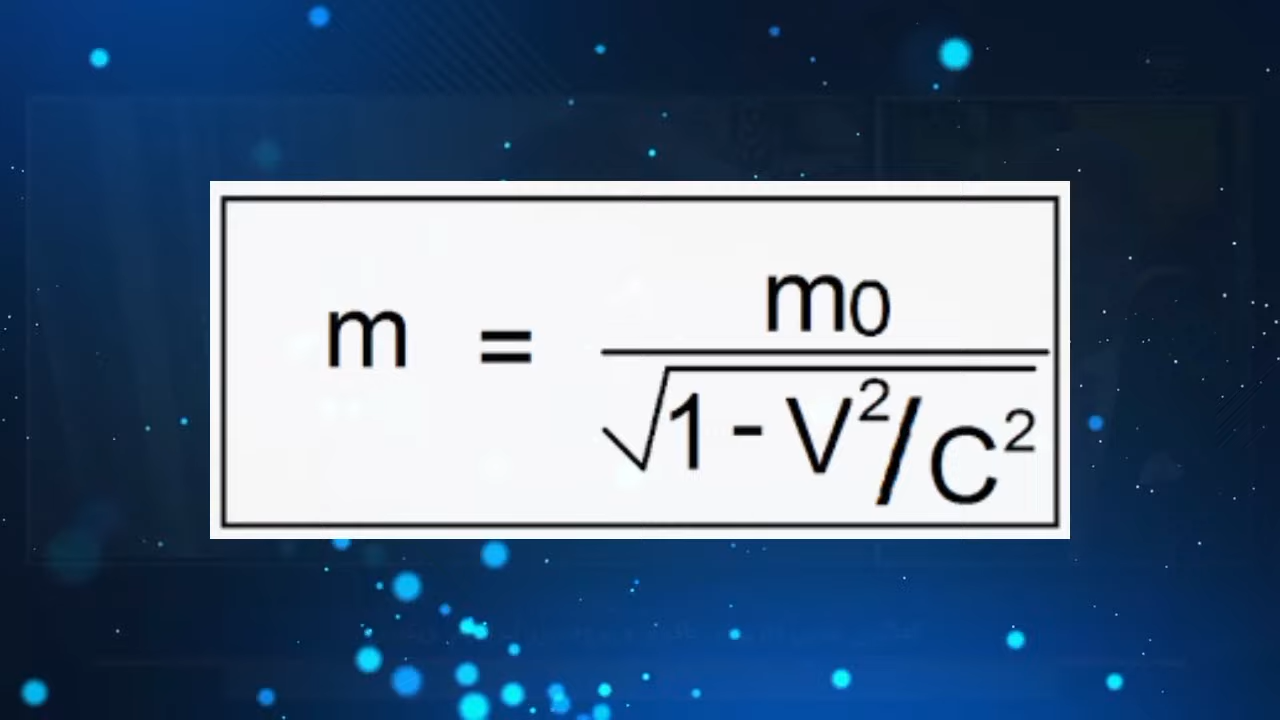 m = m0
√1 - V²/C²